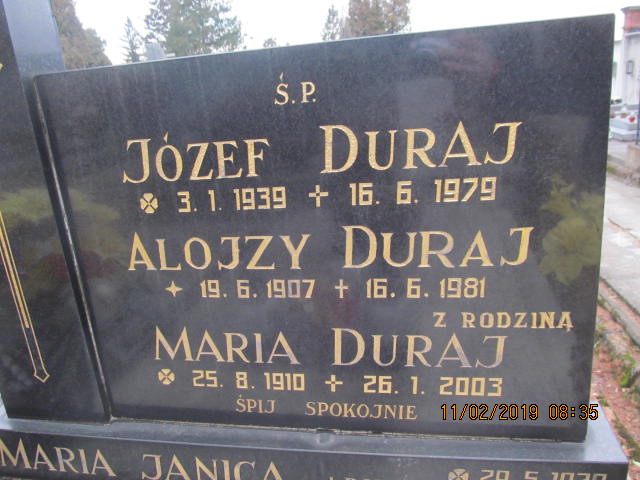 Ś.P.
JÓZEF DURAJ
3. 1. 1939 + 16. 6. 1979
ALOJZY DURAJ
19. 6. 1907 + 16. 6. 1981
Z RODZINĄ
MARIA DURAJ
25. 8. 1910 + 26. 1. 2003
ŚPIJ SPOKOJNIE
11/02/2019 08:35
MARIA JANICA